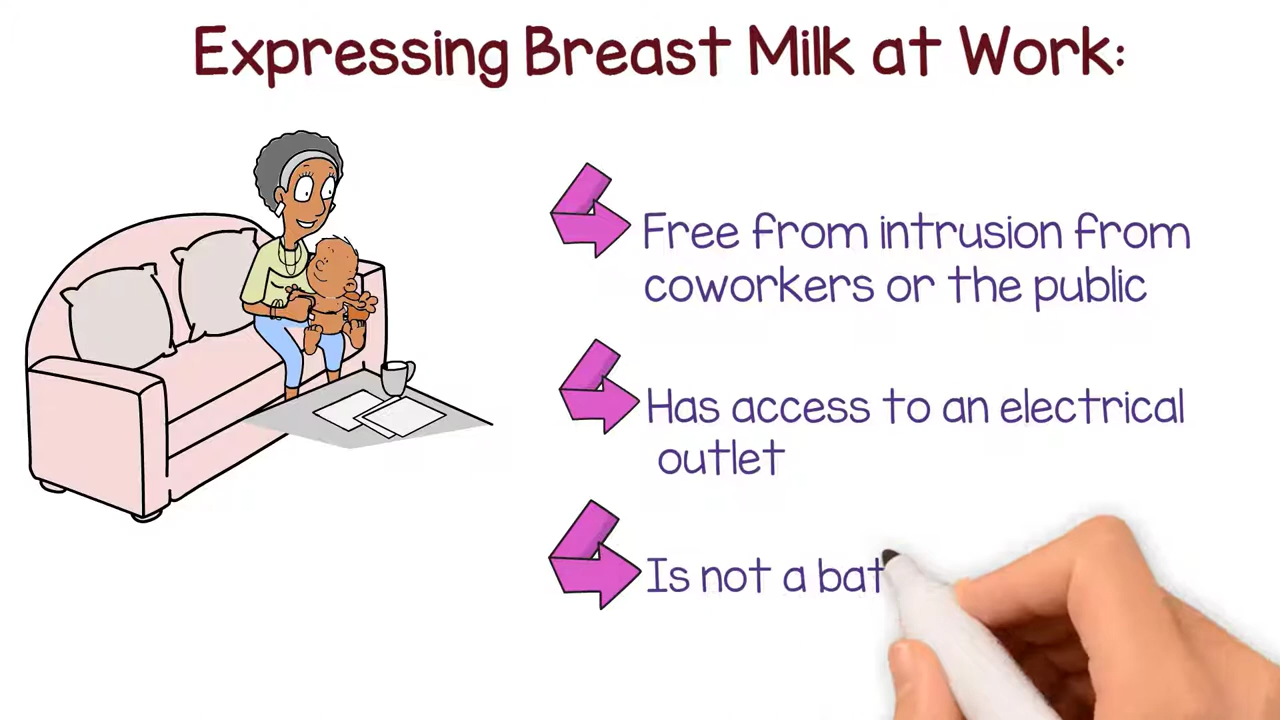 Expressing Breast Milk at Work:
Free from intrusion from
coworkers or the public
Has access to an electrical
outlet
Is not a bat